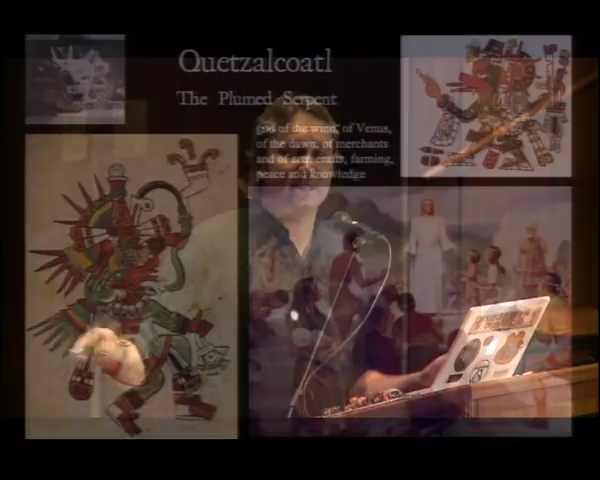 Quetzalcoatl
The Plumed Serpent
god of the wind, of Venus,
of the dawn, of merchants
and of arts, crafts, farming,
peace and knowledge